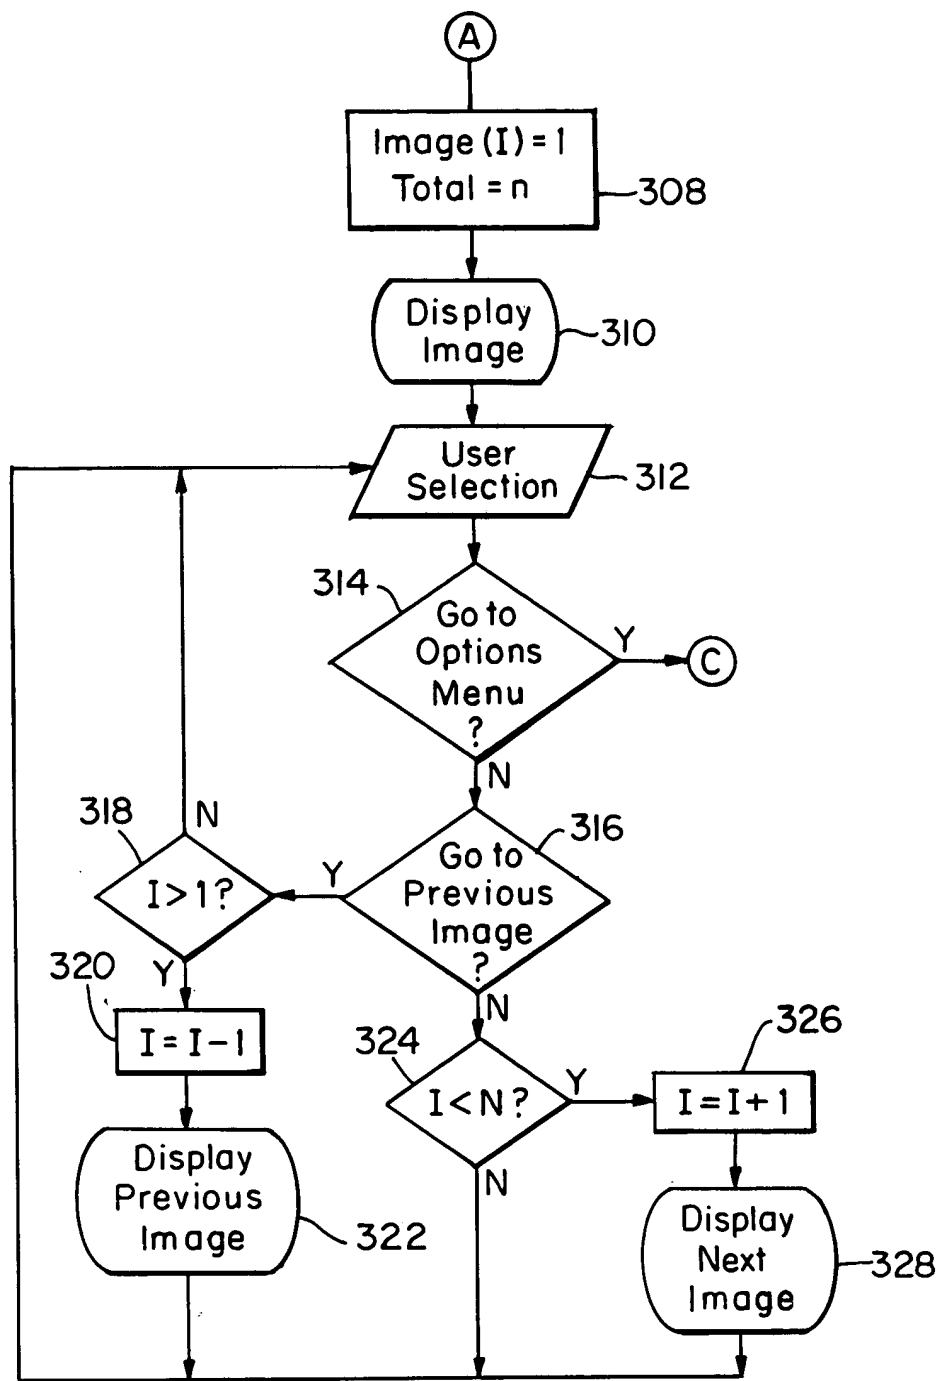 A
Image (I) = 1
Total = n
308
Display
Image
310
User
Selection
312
314
Go to
Options
Menu
?
Y
C
N
316
Go to
Previous
Image
?
Y
N
318
I > 1?
N
Y
320
I = I - 1
Display
Previous
Image
322
324
I < N?
Y
N
326
I = I + 1
Display
Next
Image
328